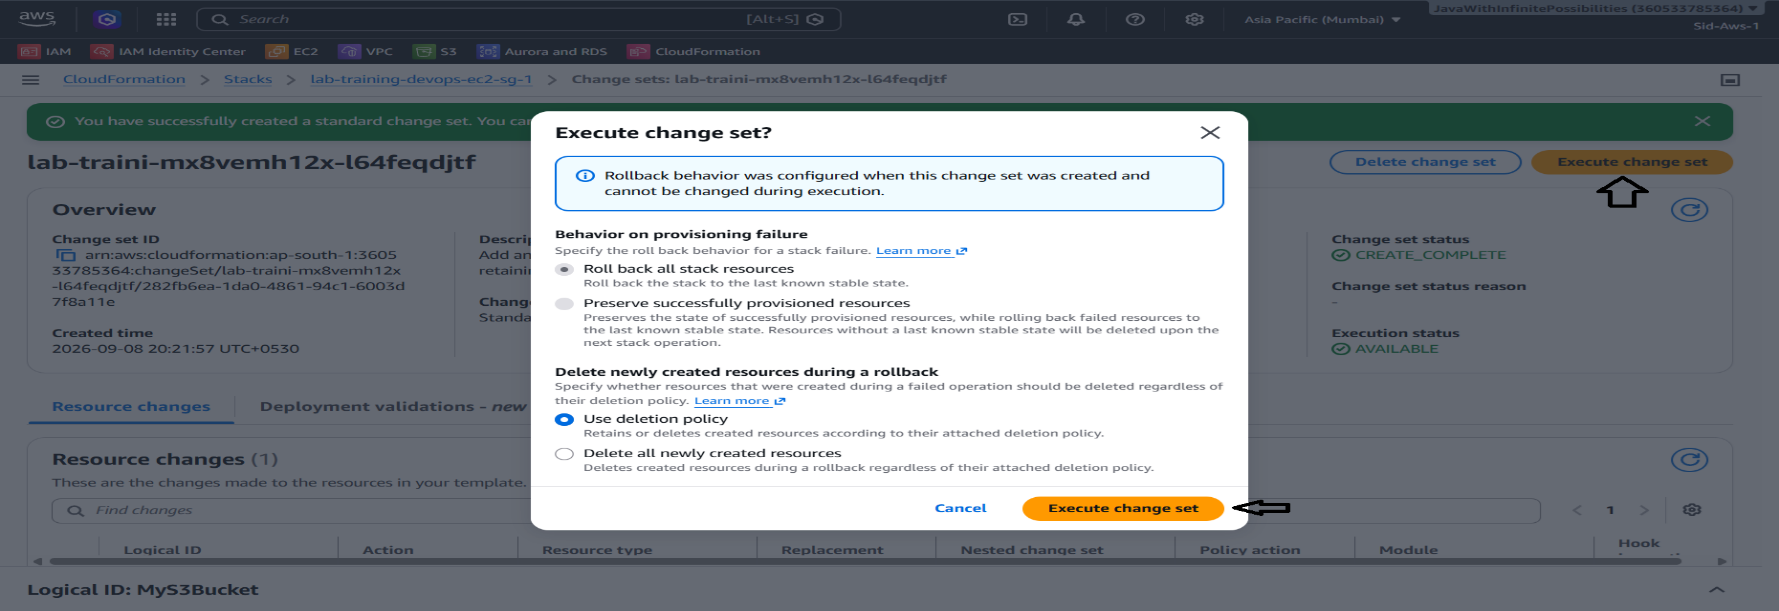 aws
Search
[Alt+S]
Asia Pacific (Mumbai)
JavaWithInfinitePossibilities (360533785364)
Sid-Aws-1
IAM
IAM Identity Center
EC2
VPC
S3
Aurora and RDS
CloudFormation
CloudFormation > Stacks > lab-training-devops-ec2-sg-1 > Change sets: lab-traini-mx8vemh12x-l64feqdjtf
You have successfully created a standard change set. You
lab-traini-mx8vemh12x-l64feqdjtf
Delete change set
Execute change set
Overview
Change set ID
arn:aws:cloudformation:ap-south-1:3605
33785364:changeSet/lab-traini-mx8vemh12x
-l64feqdjtf/282fb6ea-1da0-4861-94c1-6003d
7f8a11e
Created time
2026-09-08 20:21:57 UTC+0530
Change set status
CREATE_COMPLETE
Change set status reason
-
Execution status
AVAILABLE
Execute change set?
Rollback behavior was configured when this change set was created and
cannot be changed during execution.
Behavior on provisioning failure
Specify the roll back behavior for a stack failure. Learn more
Roll back all stack resources
Roll back the stack to the last known stable state.
Preserve successfully provisioned resources
Preserves the state of successfully provisioned resources, while rolling back failed resources to
the last known stable state. Resources without a last known stable state will be deleted upon the
next stack operation.
Delete newly created resources during a rollback
Specify whether resources that were created during a failed operation should be deleted regardless of
their deletion policy. Learn more
Use deletion policy
Retains or deletes created resources according to their attached deletion policy.
Delete all newly created resources
Deletes created resources during a rollback regardless of their attached deletion policy.
Cancel
Execute change set
Resource changes
Deployment validations - new
Resource changes (1)
These are the changes made to the resources in your template.
Find changes
1
Logical ID
Action
Resource type
Replacement
Nested change set
Policy action
Module
Hook
Logical ID: MyS3Bucket